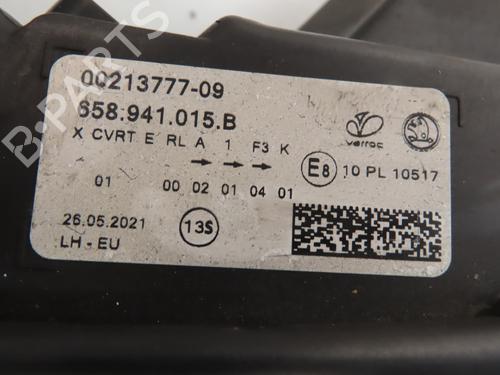 00213777-09
658.941.015.B
X CVRT E RL A 1 F3 K
varroc
E8 10 PL 10517
01 00 02 01 04 01
26.05.2021
13S
LH - EU
B PARTS